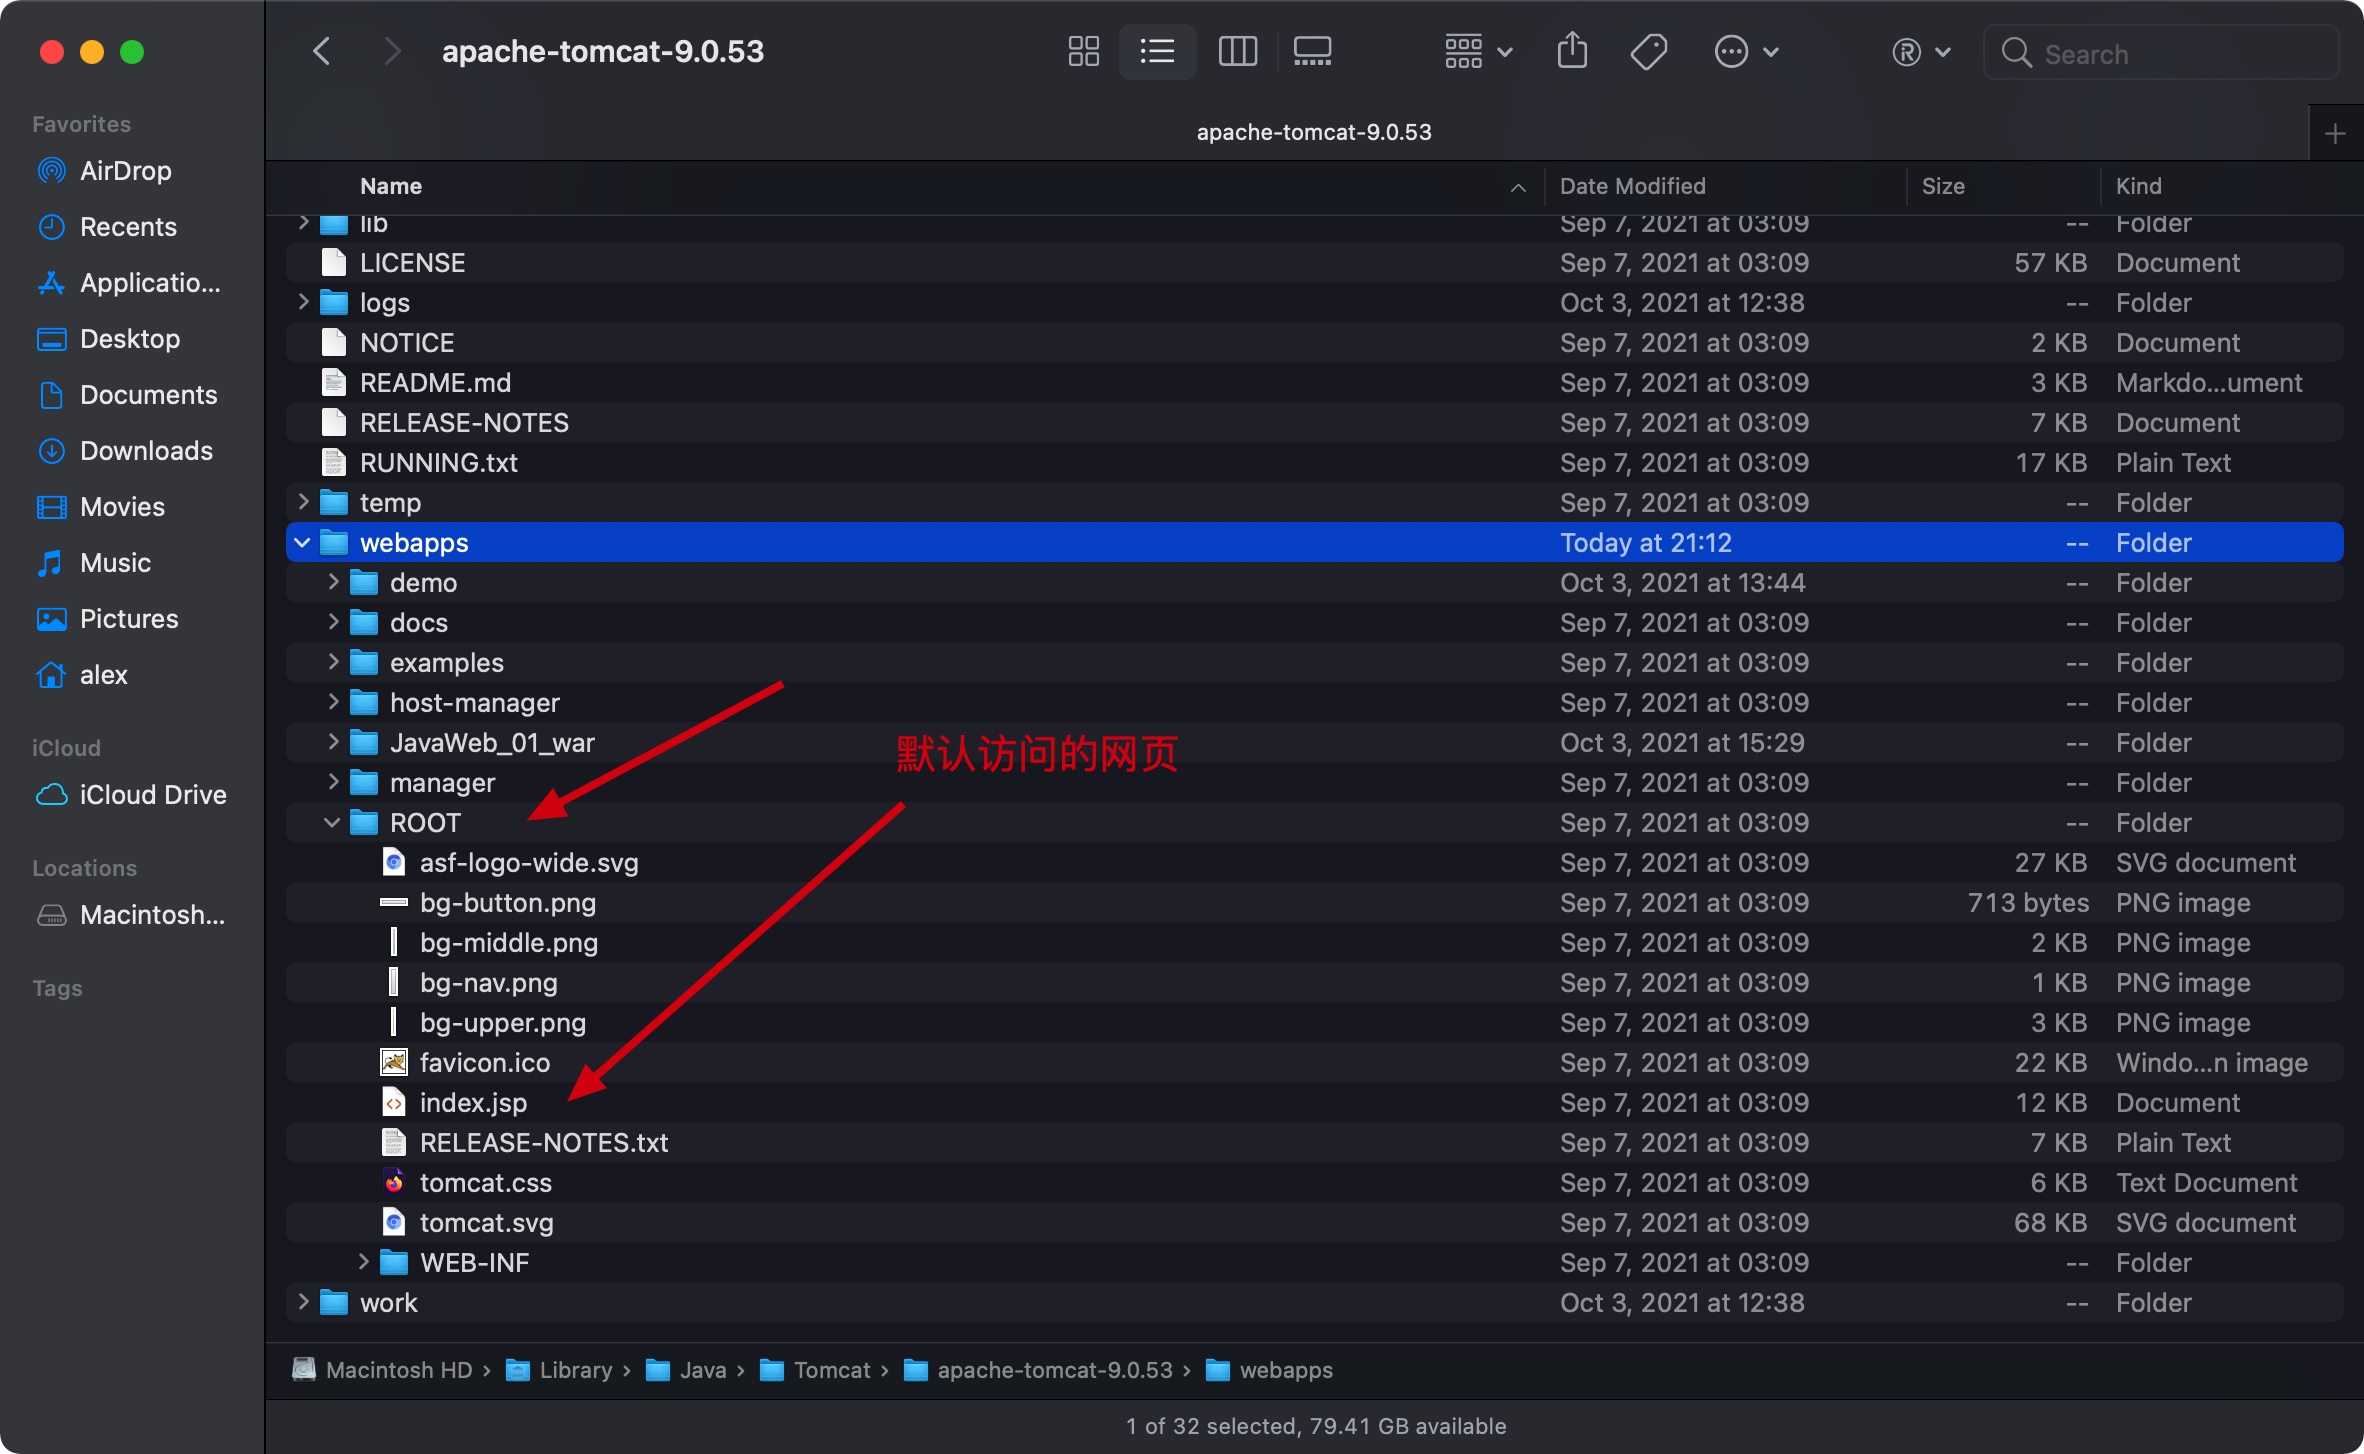 apache-tomcat-9.0.53
Search
Favorites
AirDrop
Recents
Applicatio...
Desktop
Documents
Downloads
Movies
Music
Pictures
alex
iCloud
iCloud Drive
Locations
Macintosh...
Tags
apache-tomcat-9.0.53
Name Date Modified Size Kind
lib Sep 7, 2021 at 03:09 -- Folder
LICENSE Sep 7, 2021 at 03:09 57 KB Document
logs Oct 3, 2021 at 12:38 -- Folder
NOTICE Sep 7, 2021 at 03:09 2 KB Document
README.md Sep 7, 2021 at 03:09 3 KB Markdo...ument
RELEASE-NOTES Sep 7, 2021 at 03:09 7 KB Document
RUNNING.txt Sep 7, 2021 at 03:09 17 KB Plain Text
temp Sep 7, 2021 at 03:09 -- Folder
webapps Today at 21:12 -- Folder
demo Oct 3, 2021 at 13:44 -- Folder
docs Sep 7, 2021 at 03:09 -- Folder
examples Sep 7, 2021 at 03:09 -- Folder
host-manager Sep 7, 2021 at 03:09 -- Folder
JavaWeb_01_war Oct 3, 2021 at 15:29 -- Folder
默认访问的网页
manager Sep 7, 2021 at 03:09 -- Folder
ROOT Sep 7, 2021 at 03:09 -- Folder
asf-logo-wide.svg Sep 7, 2021 at 03:09 27 KB SVG document
bg-button.png Sep 7, 2021 at 03:09 713 bytes PNG image
bg-middle.png Sep 7, 2021 at 03:09 2 KB PNG image
bg-nav.png Sep 7, 2021 at 03:09 1 KB PNG image
bg-upper.png Sep 7, 2021 at 03:09 3 KB PNG image
favicon.ico Sep 7, 2021 at 03:09 22 KB Windo...n image
index.jsp Sep 7, 2021 at 03:09 12 KB Document
RELEASE-NOTES.txt Sep 7, 2021 at 03:09 7 KB Plain Text
tomcat.css Sep 7, 2021 at 03:09 6 KB Text Document
tomcat.svg Sep 7, 2021 at 03:09 68 KB SVG document
WEB-INF Sep 7, 2021 at 03:09 -- Folder
work Oct 3, 2021 at 12:38 -- Folder
Macintosh HD › Library › Java › Tomcat › apache-tomcat-9.0.53 › webapps
1 of 32 selected, 79.41 GB available